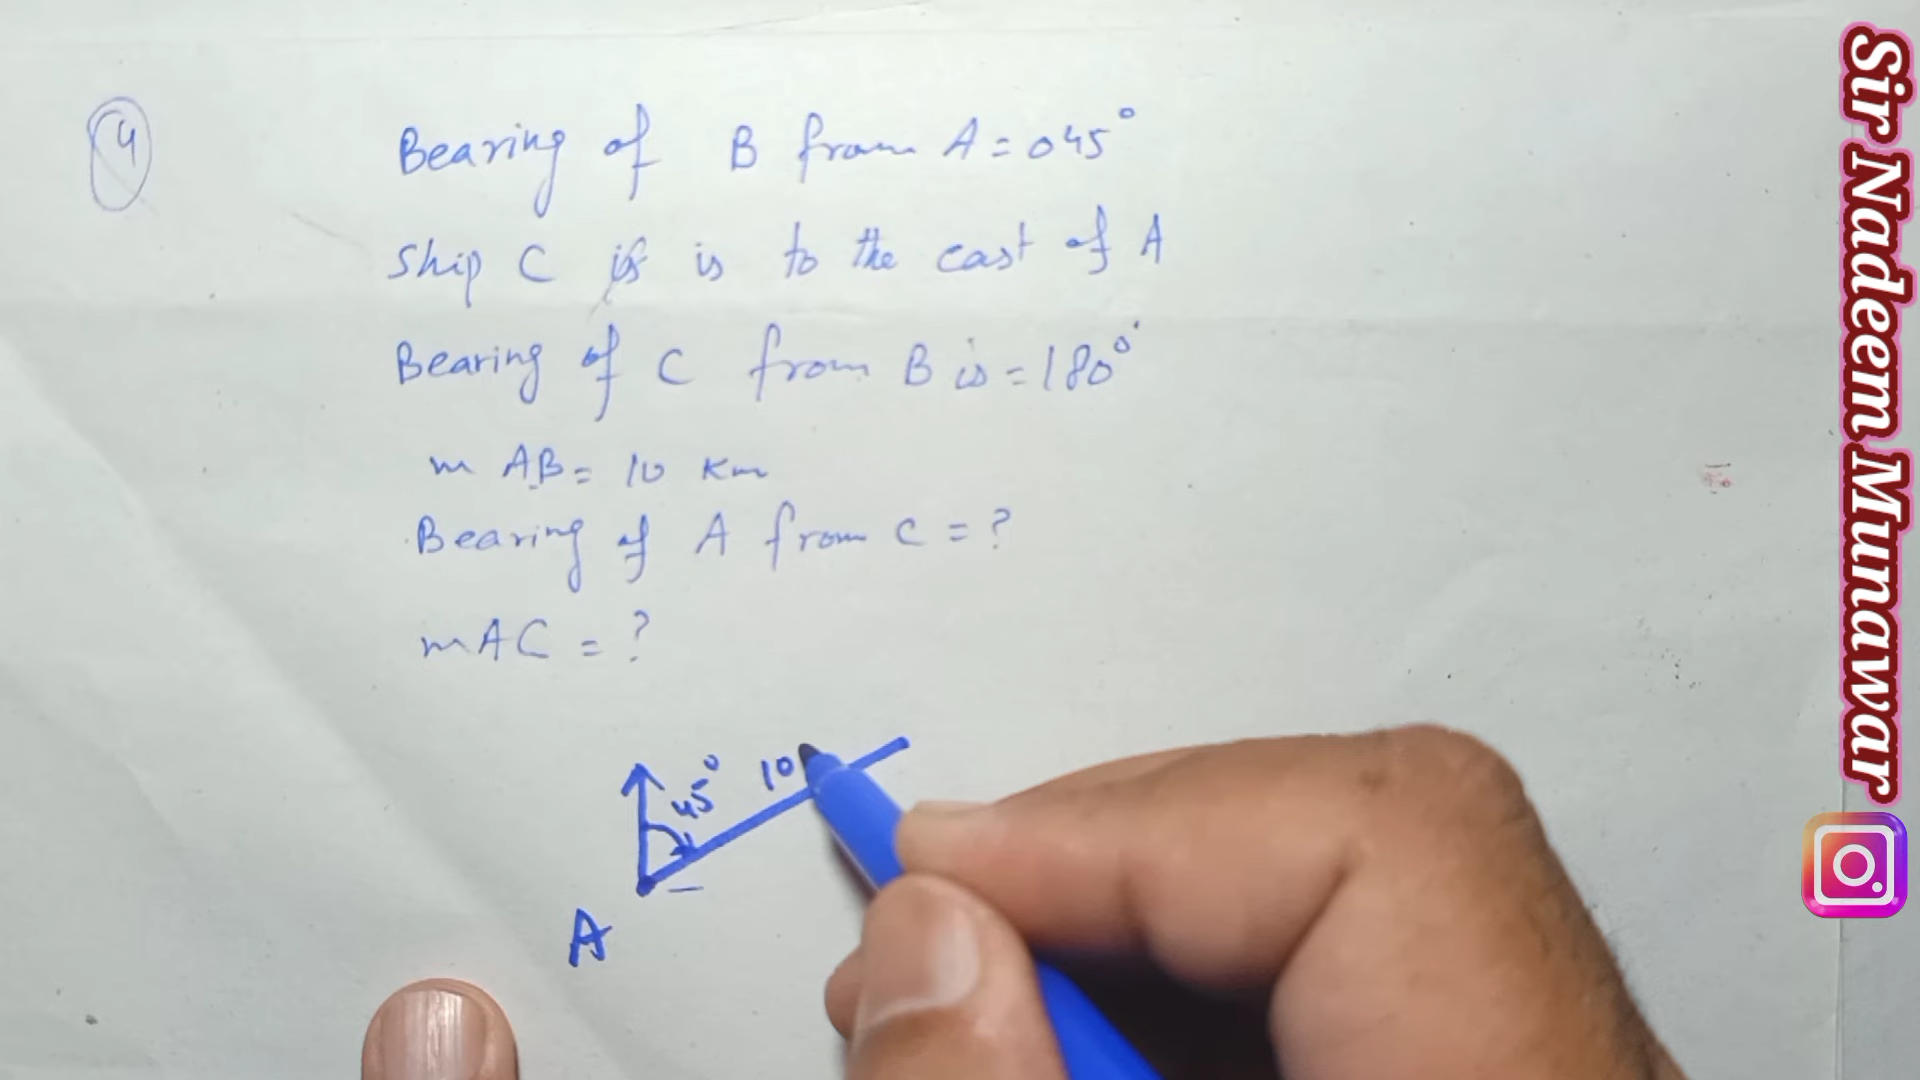 4
Bearing of B from A = 045°
Ship C is is to the east of A
Bearing of C from B is = 180°
m AB = 10 Km
Bearing of A from C = ?
mAC = ?
45°
10
A
Sir Nadeem Munawar